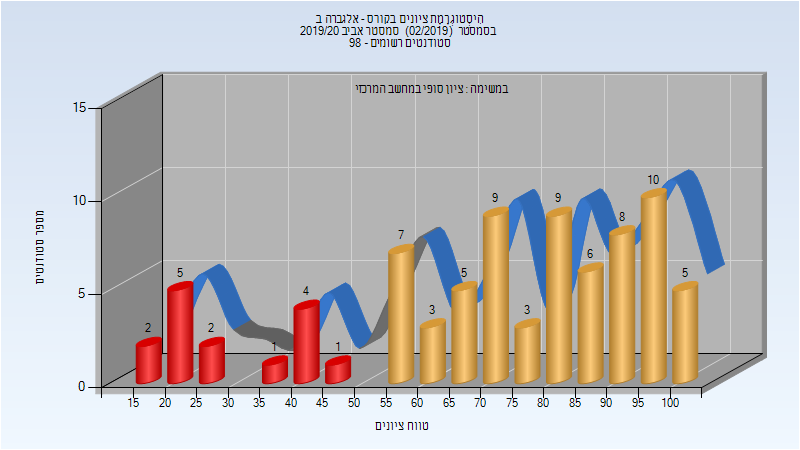 היסטוגרמת ציונים בקורס - אלגברה ב
בסמסטר (02/2019) סמסטר אביב 2019/20
סטודנטים רשומים - 98
במשימה : ציון סופי במחשב המרכזי
מספר סטודנטים
15
10
5
0
2
5
2
1
4
1
7
3
5
9
3
9
6
8
10
5
15 20 25 30 35 40 45 50 55 60 65 70 75 80 85 90 95 100
טווח ציונים